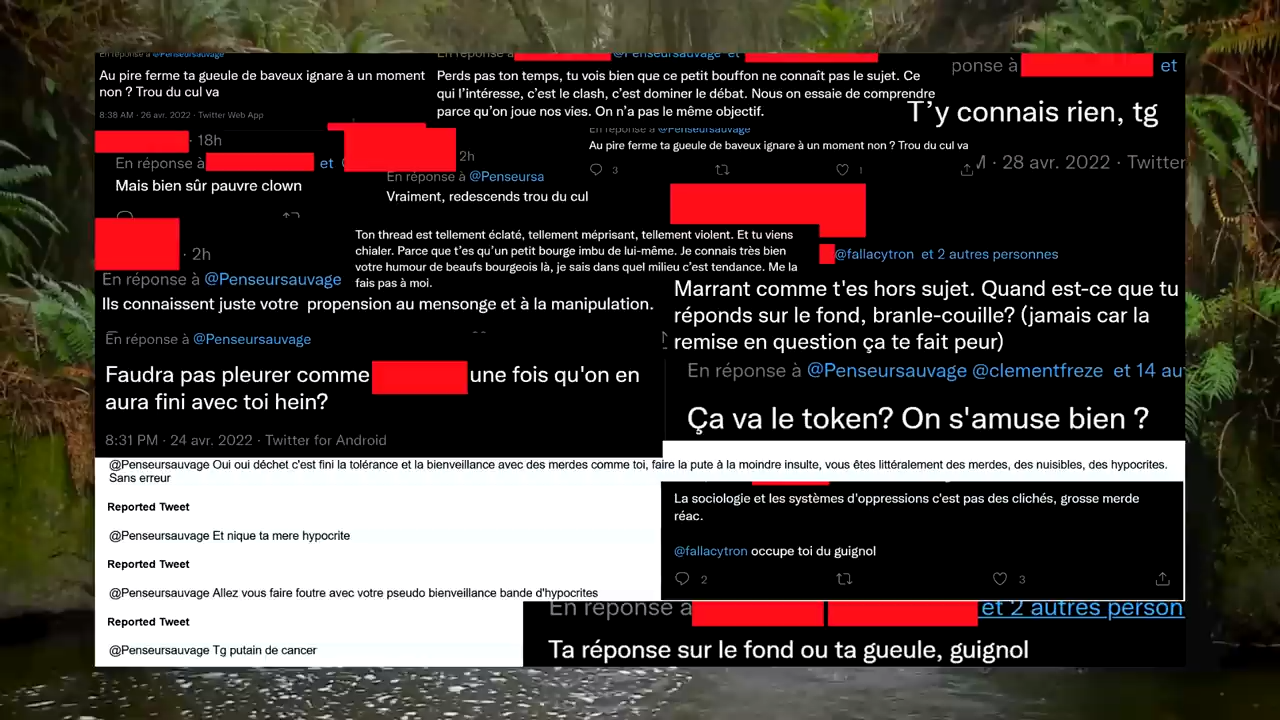 En réponse à @Penseursauvage
Au pire ferme ta gueule de baveux ignare à un moment
non ? Trou du cul va
8:38 AM · 26 avr. 2022 · Twitter Web App
En réponse à @Penseursauvage et
Perds pas ton temps, tu vois bien que ce petit bouffon ne connaît pas le sujet. Ce
qui l'intéresse, c'est le clash, c'est dominer le débat. Nous on essaie de comprendre
parce qu'on joue nos vies. On n'a pas le même objectif.
ponse à et
T'y connais rien, tg
M · 28 avr. 2022 · Twitter
· 18h
En réponse à et
Mais bien sûr pauvre clown
2h
En réponse à @Penseursa
Vraiment, redescends trou du cul
En réponse à @Penseursauvage
Au pire ferme ta gueule de baveux ignare à un moment non ? Trou du cul va
3 1
· 2h
En réponse à @Penseursauvage
Ils connaissent juste votre propension au mensonge et à la manipulation.
Ton thread est tellement éclaté, tellement méprisant, tellement violent. Et tu viens
chialer. Parce que t'es qu'un petit bourge imbu de lui-même. Je connais très bien
votre humour de beaufs bourgeois là, je sais dans quel milieu c'est tendance. Me la
fais pas à moi.
@fallacytron et 2 autres personnes
Marrant comme t'es hors sujet. Quand est-ce que tu
réponds sur le fond, branle-couille? (jamais car la
remise en question ça te fait peur)
En réponse à @Penseursauvage
Faudra pas pleurer comme une fois qu'on en
aura fini avec toi hein?
8:31 PM · 24 avr. 2022 · Twitter for Android
En réponse à @Penseursauvage @clementfreze et 14 au
Ça va le token? On s'amuse bien ?
@Penseursauvage Oui oui déchet c'est fini la tolérance et la bienveillance avec des merdes comme toi, faire la pute à la moindre insulte, vous êtes littéralement des merdes, des nuisibles, des hypocrites.
Sans erreur
Reported Tweet
@Penseursauvage Et nique ta mere hypocrite
Reported Tweet
@Penseursauvage Allez vous faire foutre avec votre pseudo bienveillance bande d'hypocrites
Reported Tweet
@Penseursauvage Tg putain de cancer
La sociologie et les systèmes d'oppressions c'est pas des clichés, grosse merde
réac.
@fallacytron occupe toi du guignol
2 3
En réponse à et 2 autres person
Ta réponse sur le fond ou ta gueule, guignol